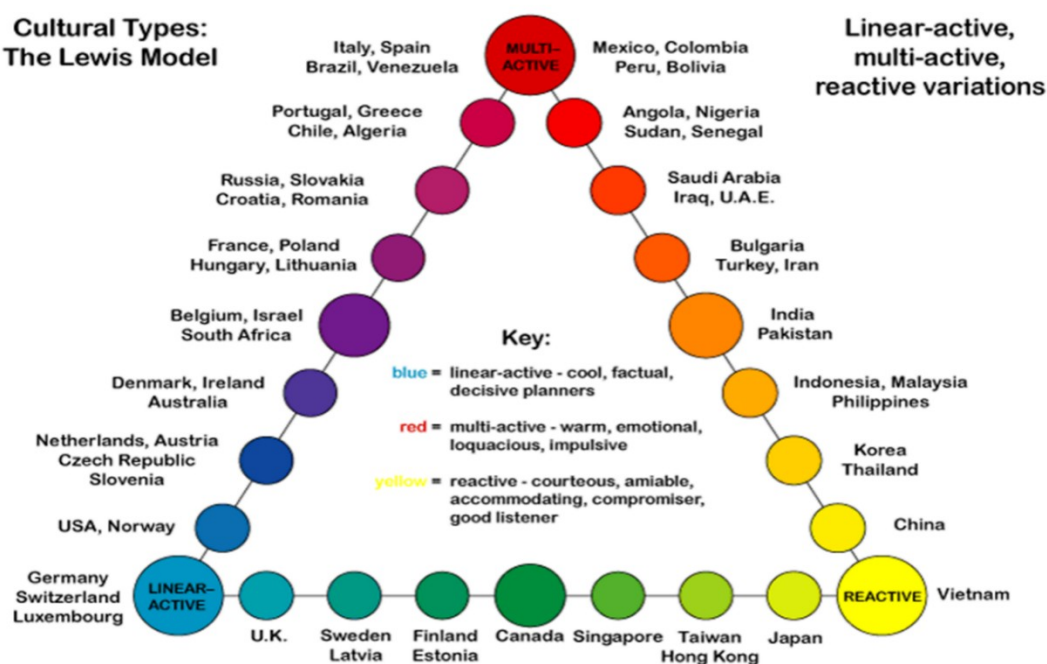 Cultural Types:
The Lewis Model
Linear-active,
multi-active,
reactive variations
MULTI–
ACTIVE
Italy, Spain
Brazil, Venezuela
Mexico, Colombia
Peru, Bolivia
Portugal, Greece
Chile, Algeria
Angola, Nigeria
Sudan, Senegal
Russia, Slovakia
Croatia, Romania
Saudi Arabia
Iraq, U.A.E.
France, Poland
Hungary, Lithuania
Bulgaria
Turkey, Iran
Belgium, Israel
South Africa
India
Pakistan
Key:
blue = linear-active - cool, factual,
decisive planners
red = multi-active - warm, emotional,
loquacious, impulsive
yellow = reactive - courteous, amiable,
accommodating, compromiser,
good listener
Denmark, Ireland
Australia
Indonesia, Malaysia
Philippines
Netherlands, Austria
Czech Republic
Slovenia
Korea
Thailand
USA, Norway
China
Germany
Switzerland
Luxembourg
LINEAR–
ACTIVE
REACTIVE
Vietnam
U.K.
Sweden
Latvia
Finland
Estonia
Canada
Singapore
Taiwan
Hong Kong
Japan